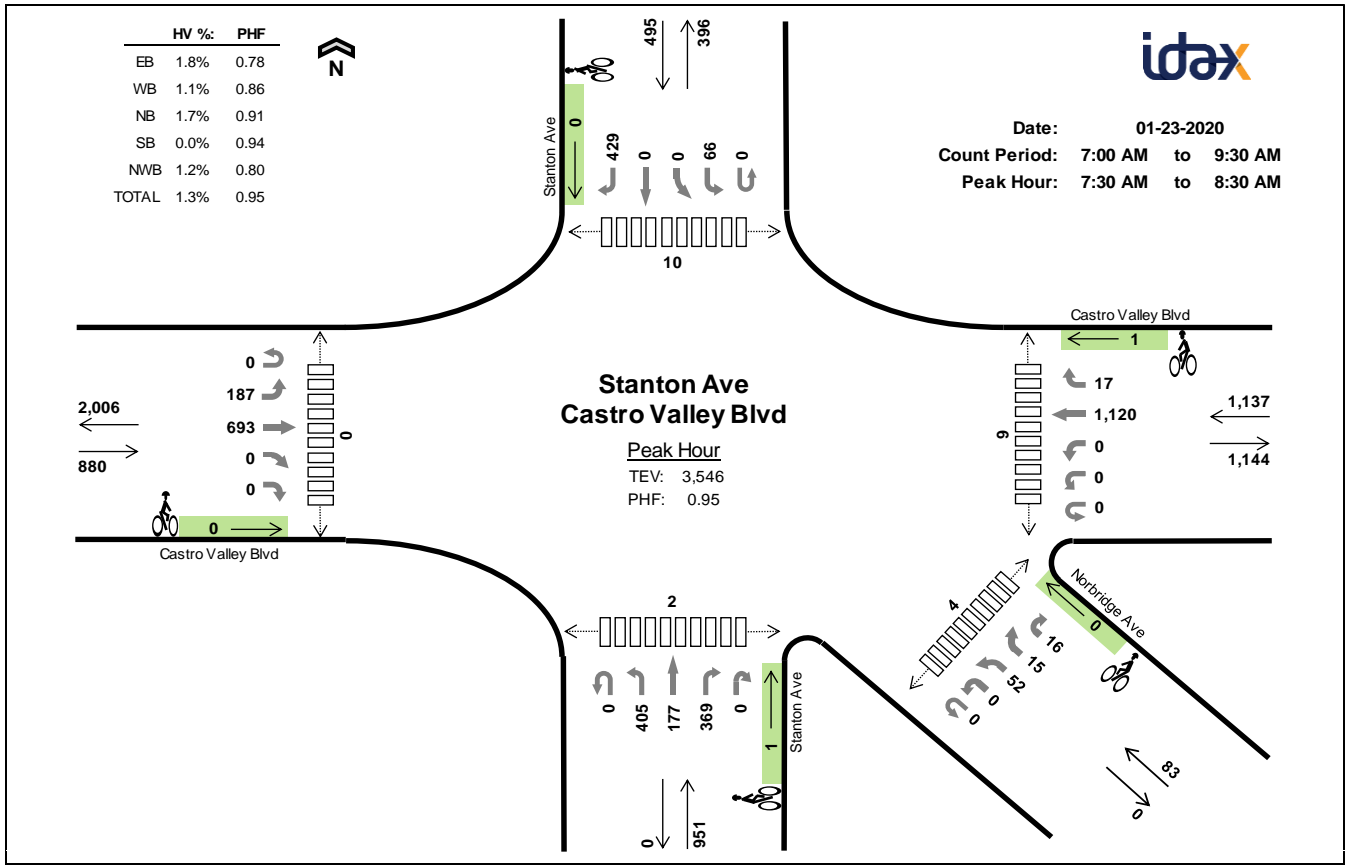 HV %: PHF
EB 1.8% 0.78
WB 1.1% 0.86
NB 1.7% 0.91
SB 0.0% 0.94
NWB 1.2% 0.80
TOTAL 1.3% 0.95
N
idax
Date: 01-23-2020
Count Period: 7:00 AM to 9:30 AM
Peak Hour: 7:30 AM to 8:30 AM
495
396
Stanton Ave
0
429
0
0
66
0
10
Castro Valley Blvd
1
17
1,120
0
0
0
9
1,137
1,144
0
187
693
0
0
0
2,006
880
0
Castro Valley Blvd
Stanton Ave
Castro Valley Blvd
Peak Hour
TEV: 3,546
PHF: 0.95
2
0
405
177
369
0
1
Stanton Ave
0
951
4
Norbridge Ave
0
16
15
52
0
0
83
0